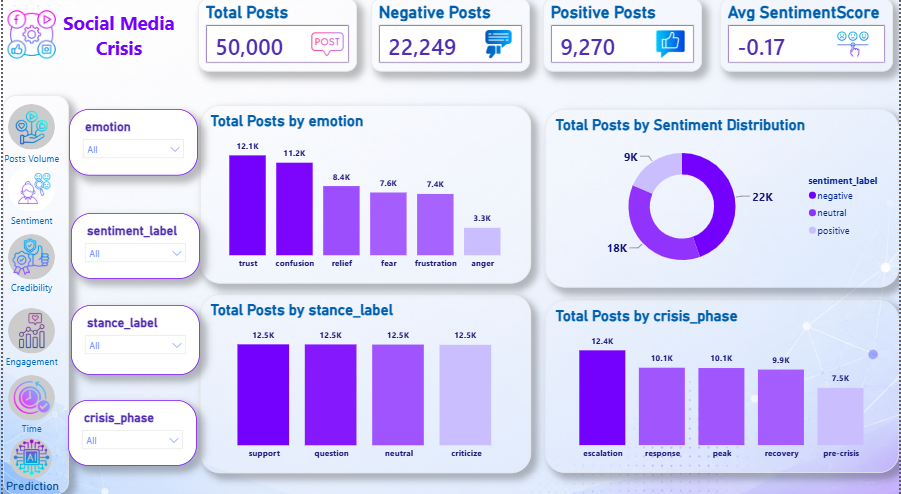 Social Media
Crisis
Total Posts
50,000
POST
Negative Posts
22,249
Positive Posts
9,270
Avg SentimentScore
-0.17
Posts Volume
Sentiment
Credibility
Engagement
Time
AI
Prediction
emotion
All
sentiment_label
All
stance_label
All
crisis_phase
All
Total Posts by emotion
12.1K
11.2K
8.4K
7.6K
7.4K
3.3K
trust confusion relief fear frustration anger
Total Posts by Sentiment Distribution
9K
22K
18K
sentiment_label
negative
neutral
positive
Total Posts by stance_label
12.5K 12.5K 12.5K 12.5K
support question neutral criticize
Total Posts by crisis_phase
12.4K
10.1K 10.1K 9.9K
7.5K
escalation response peak recovery pre-crisis